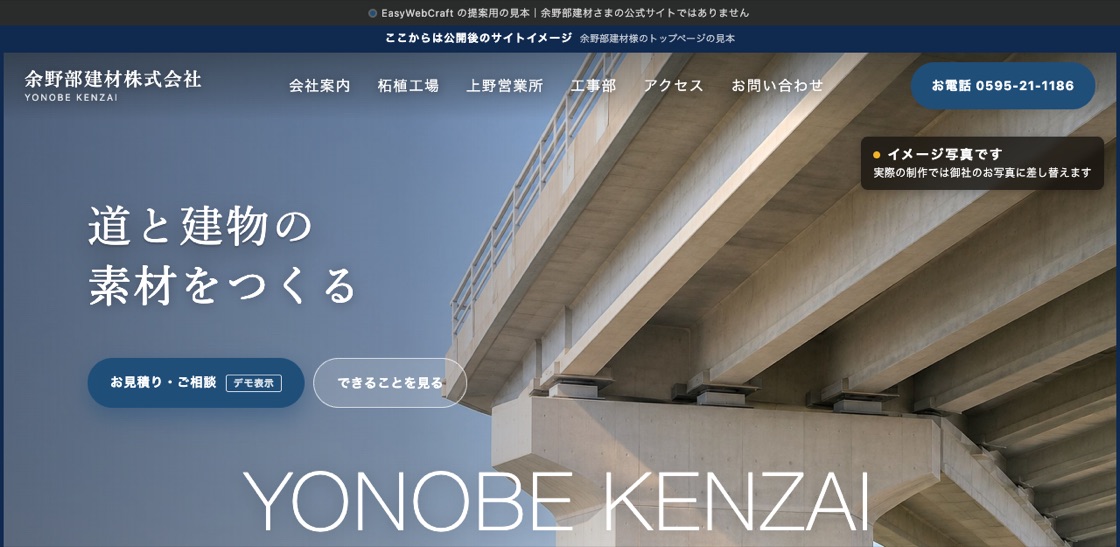 EasyWebCraft の提案用の見本｜余野部建材さまの公式サイトではありません
ここからは公開後のサイトイメージ 余野部建材様のトップページの見本
余野部建材株式会社
YONOBE KENZAI
会社案内 柘植工場 上野営業所 工事部 アクセス お問い合わせ
お電話 0595-21-1186
イメージ写真です
実際の制作では御社のお写真に差し替えます
道と建物の
素材をつくる
お見積り・ご相談 デモ表示
できることを見る
YONOBE KENZAI